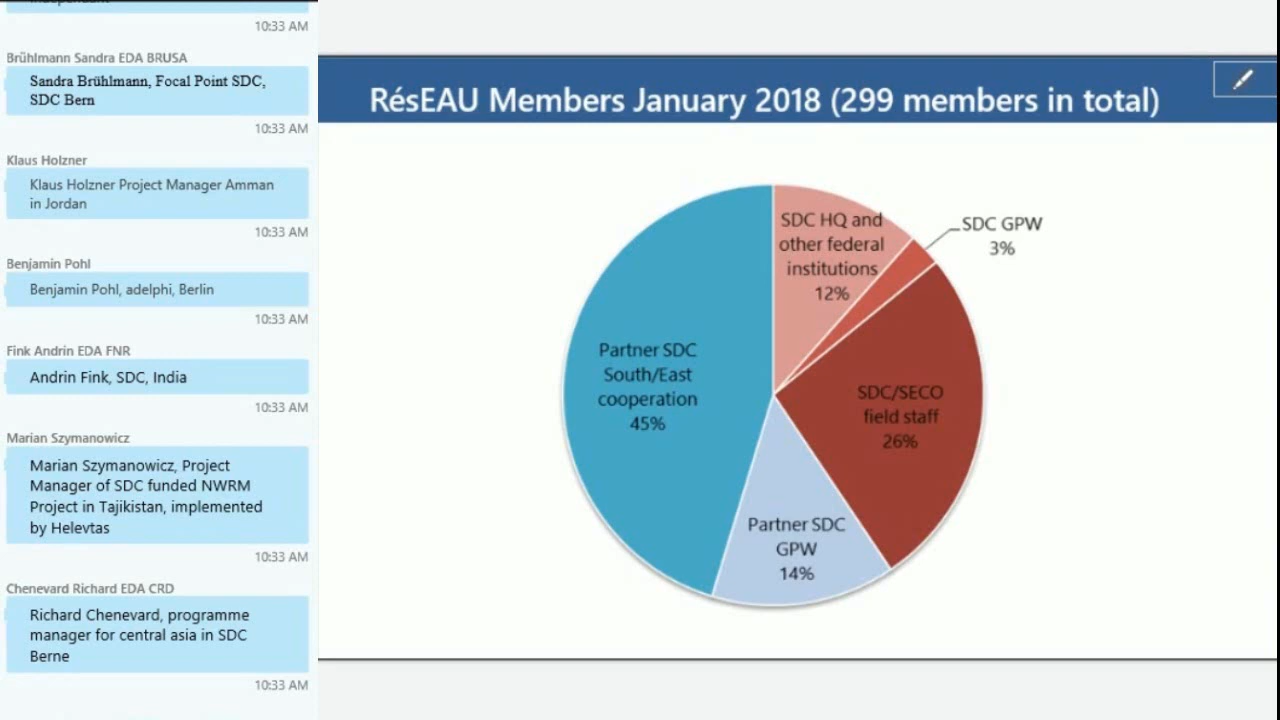 10:33 AM
Brühlmann Sandra EDA BRUSA
Sandra Brühlmann, Focal Point SDC,
SDC Bern
10:33 AM
Klaus Holzner
Klaus Holzner Project Manager Amman
in Jordan
10:33 AM
Benjamin Pohl
Benjamin Pohl, adelphi, Berlin
10:33 AM
Fink Andrin EDA FNR
Andrin Fink, SDC, India
10:33 AM
Marian Szymanowicz
Marian Szymanowicz, Project
Manager of SDC funded NWRM
Project in Tajikistan, implemented
by Helevtas
10:33 AM
Chenevard Richard EDA CRD
Richard Chenevard, programme
manager for central asia in SDC
Berne
10:33 AM
RésEAU Members January 2018 (299 members in total)
SDC HQ and
other federal
institutions
12%
SDC GPW
3%
SDC/SECO
field staff
26%
Partner SDC
GPW
14%
Partner SDC
South/East
cooperation
45%